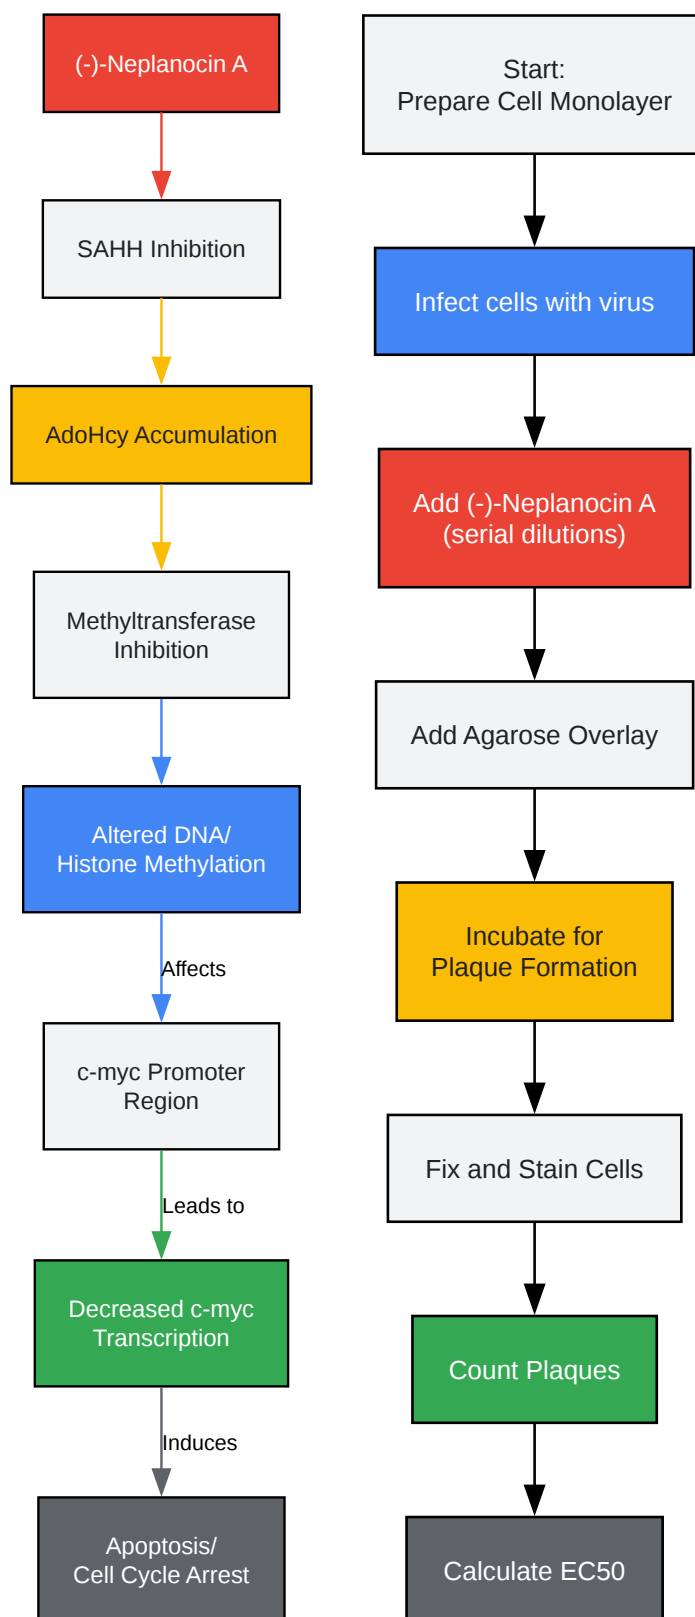 (-)-Neplanocin A
SAHH Inhibition
AdoHcy Accumulation
Methyltransferase
Inhibition
Altered DNA/
Histone Methylation
Affects
c-myc Promoter
Region
Leads to
Decreased c-myc
Transcription
Induces
Apoptosis/
Cell Cycle Arrest
Start:
Prepare Cell Monolayer
Infect cells with virus
Add (-)-Neplanocin A
(serial dilutions)
Add Agarose Overlay
Incubate for
Plaque Formation
Fix and Stain Cells
Count Plaques
Calculate EC50